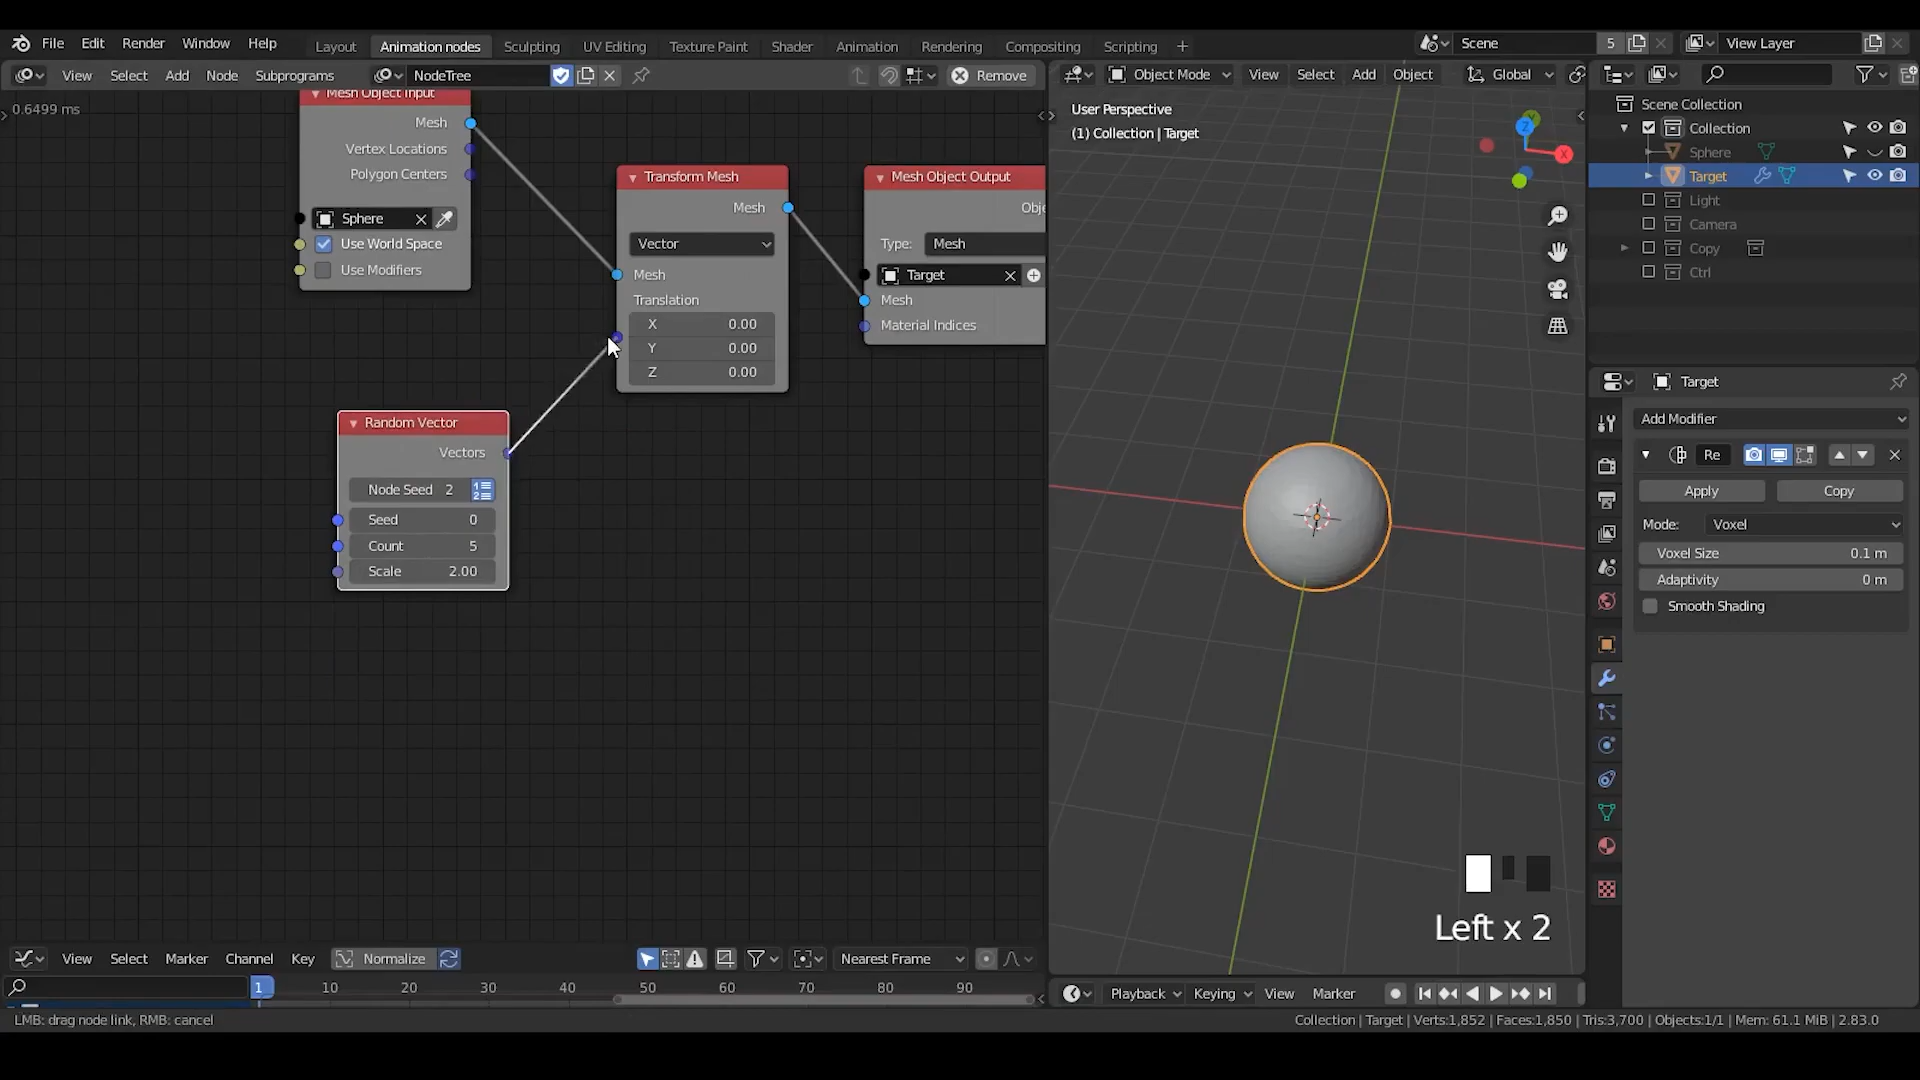 File Edit Render Window Help Layout Animation nodes Sculpting UV Editing Texture Paint Shader Animation Rendering Compositing Scripting + Scene 5 View Layer
View Select Add Node Subprograms NodeTree Remove
0.6499 ms
Mesh Object Input
Mesh
Vertex Locations
Polygon Centers
Sphere
Use World Space
Use Modifiers
Transform Mesh
Mesh
Vector
Mesh
Translation
X 0.00
Y 0.00
Z 0.00
Mesh Object Output
Obje
Type: Mesh
Target
Mesh
Material Indices
Random Vector
Vectors
Node Seed 2
Seed 0
Count 5
Scale 2.00
Object Mode View Select Add Object Global
User Perspective
(1) Collection | Target
Z
Y
X
Left x 2
Scene Collection
Collection
Sphere
Target
Light
Camera
Copy
Ctrl
Target
Add Modifier
Re
Apply Copy
Mode: Voxel
Voxel Size 0.1 m
Adaptivity 0 m
Smooth Shading
View Select Marker Channel Key Normalize Nearest Frame
1 10 20 30 40 50 60 70 80 90
Playback Keying View Marker
LMB: drag node link, RMB: cancel
Collection | Target | Verts:1,852 | Faces:1,850 | Tris:3,700 | Objects:1/1 | Mem: 61.1 MiB | 2.83.0